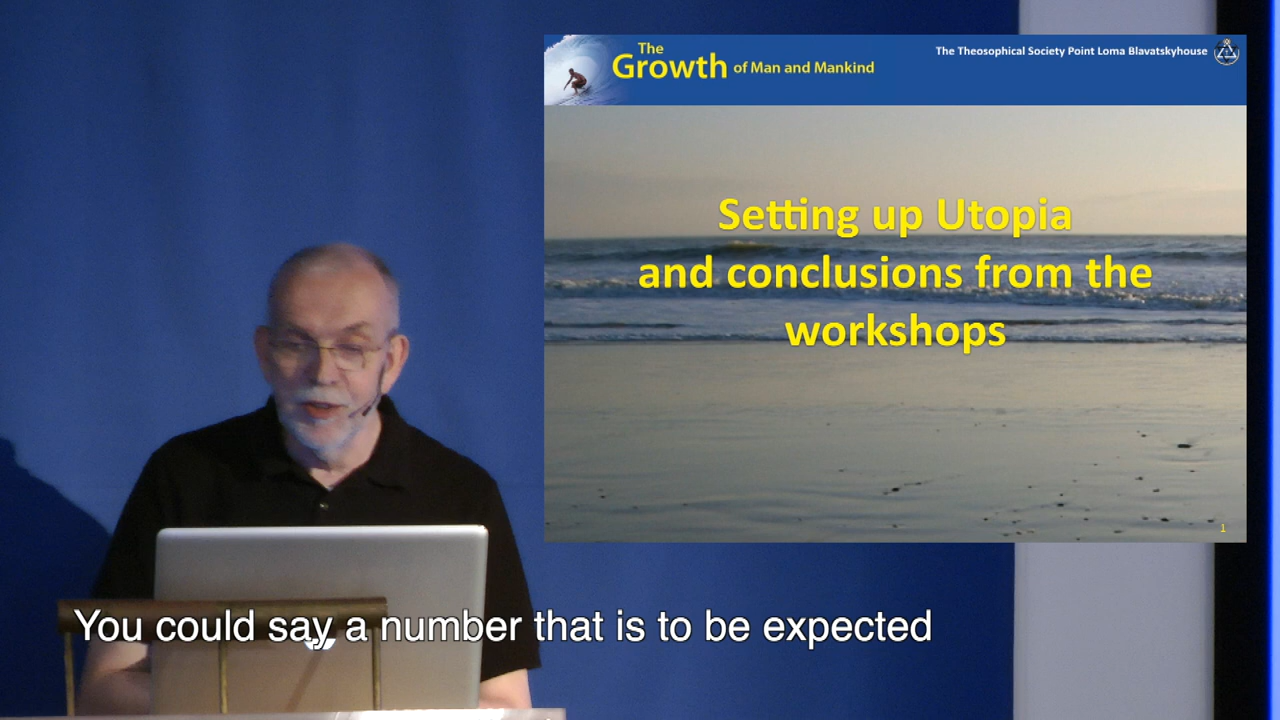 The
Growth of Man and Mankind
The Theosophical Society Point Loma Blavatskyhouse
Setting up Utopia
and conclusions from the
workshops
1
You could say a number that is to be expected